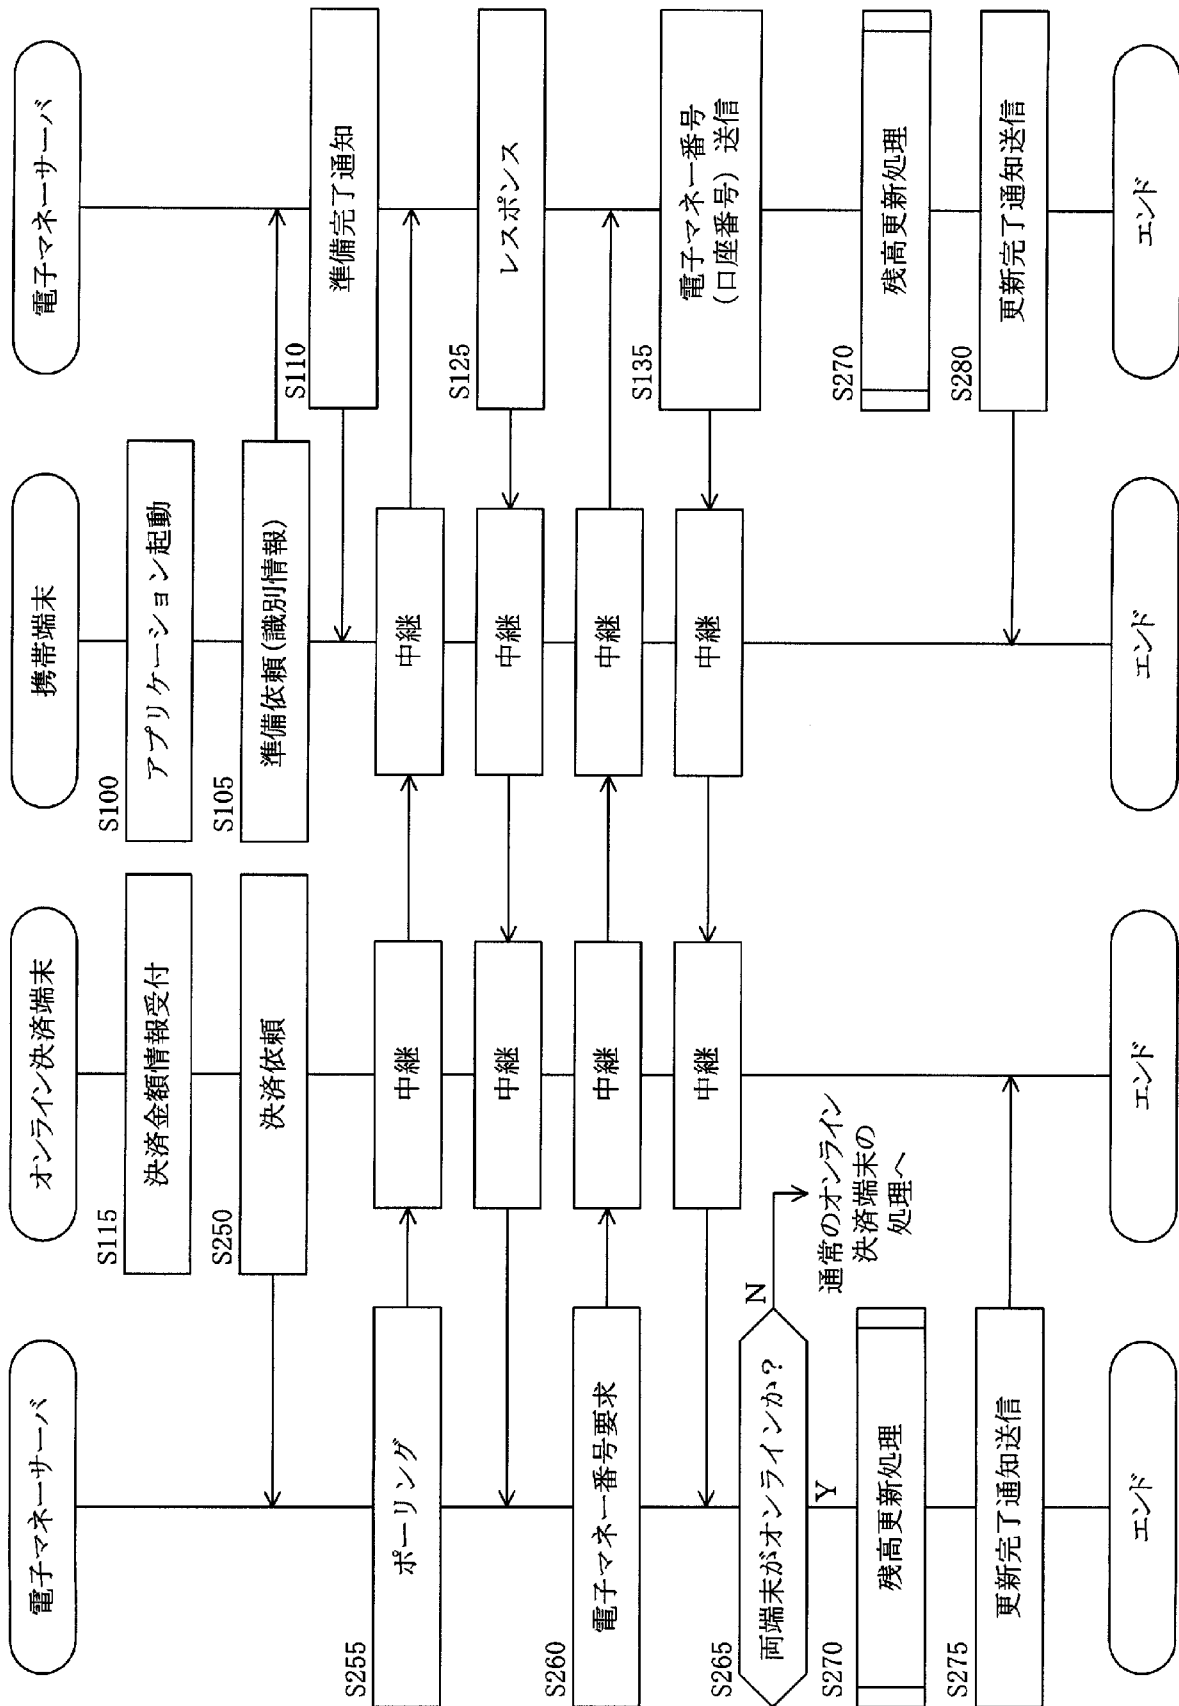 電子マネーサーバ
オンライン決済端末
携帯端末
電子マネーサーバ
S115
決済金額情報受付
S100
アプリケーション起動
S250
決済依頼
S105
準備依頼(識別情報)
S110
準備完了通知
S255
ポーリング
中継
中継
S125
レスポンス
中継
中継
S260
電子マネー番号要求
中継
中継
S135
電子マネー番号
(口座番号) 送信
中継
中継
S265
両端末がオンラインか?
N
通常のオンライン
決済端末の
処理へ
Y
S270
残高更新処理
S270
残高更新処理
S275
更新完了通知送信
S280
更新完了通知送信
エンド
エンド
エンド
エンド